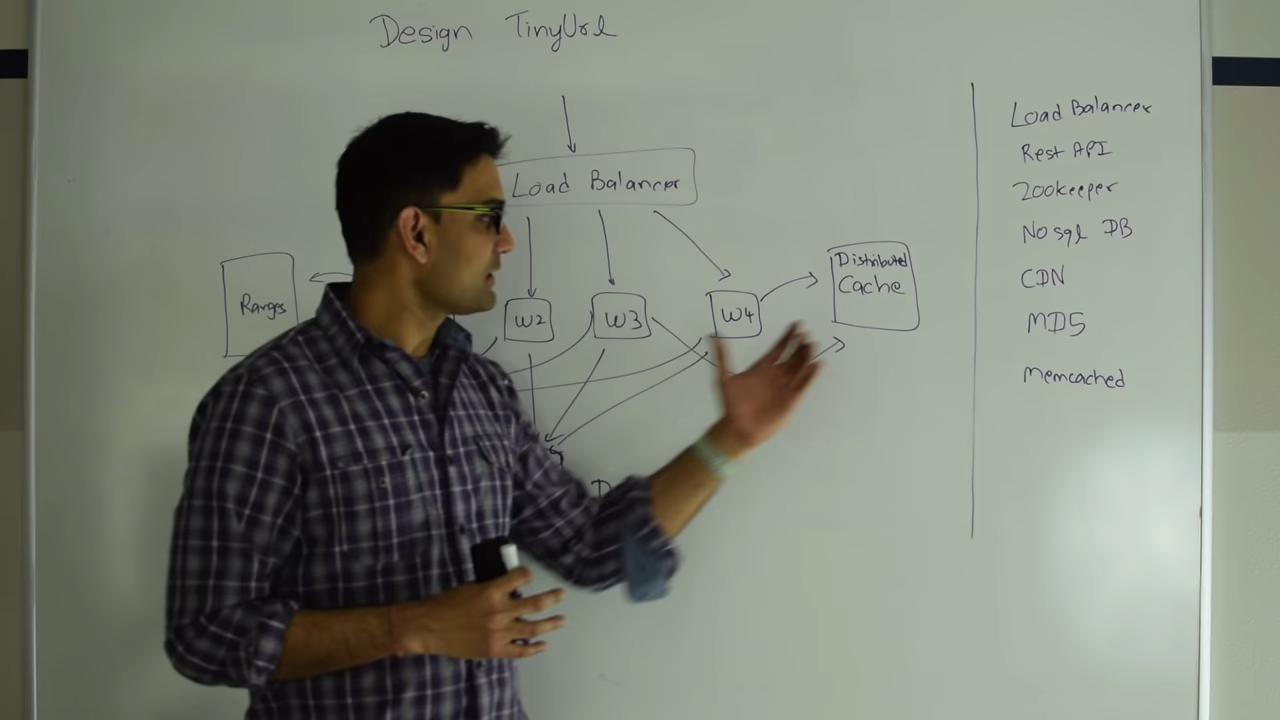 Design TinyUrl
Load Balancer
Ranges
W2
W3
W4
Distributed
Cache
D
Load Balancer
Rest API
Zookeeper
Nosql DB
CDN
MD5
Memcached